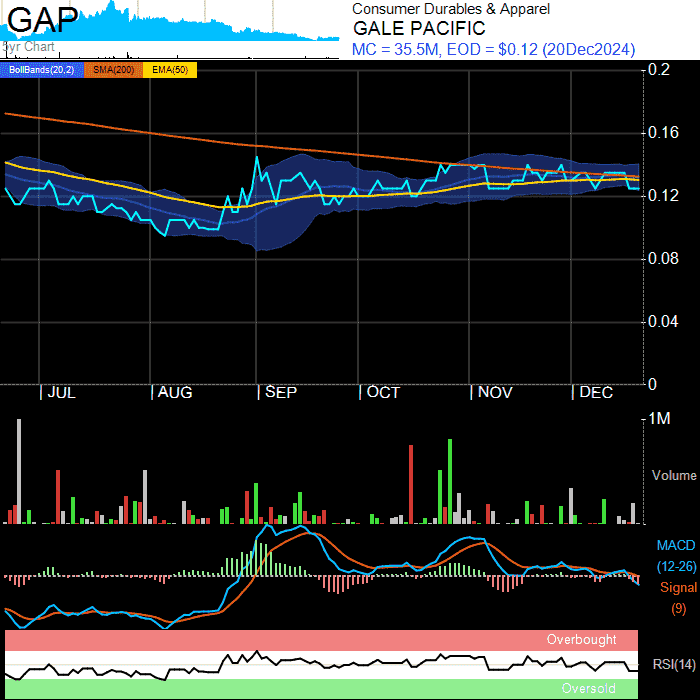 GAP
5yr Chart
Consumer Durables & Apparel
GALE PACIFIC
MC = 35.5M, EOD = $0.12 (20Dec2024)
BollBands(20,2) SMA(200) EMA(50)
0.2
0.16
0.12
0.08
0.04
0
JUL AUG SEP OCT NOV DEC
1M
Volume
MACD
(12-26)
Signal
(9)
Overbought
RSI(14)
Oversold